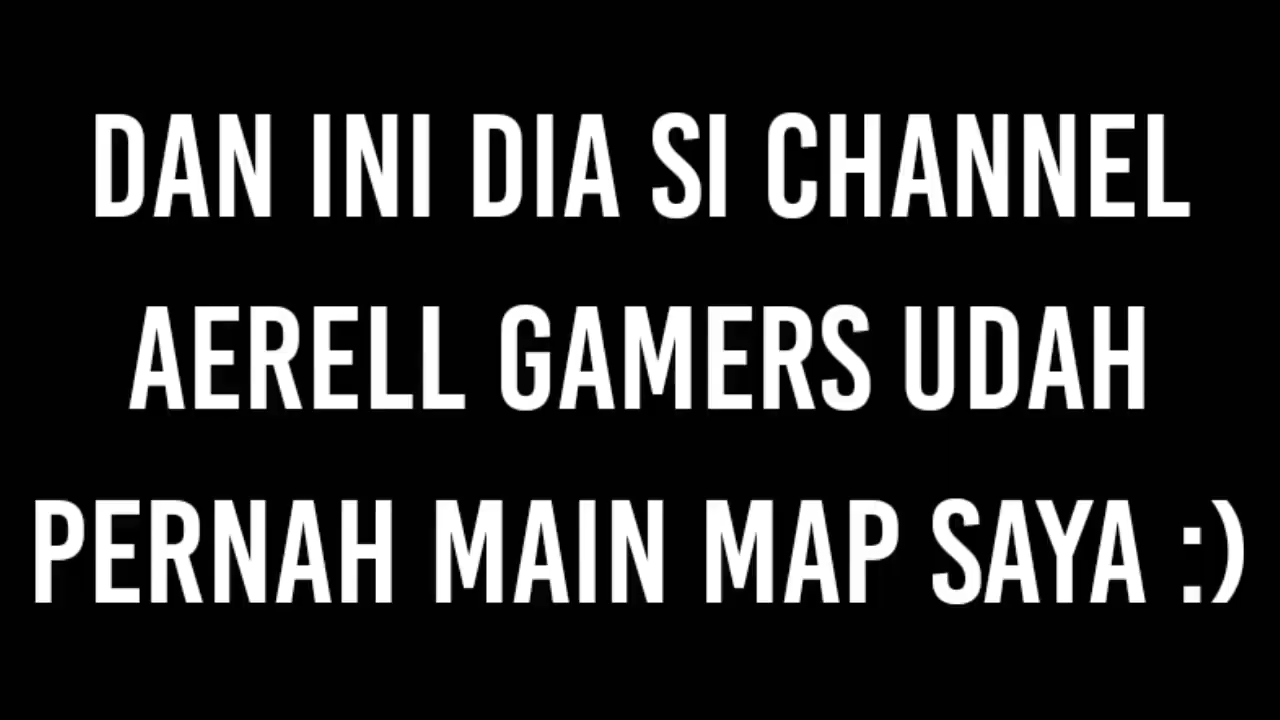 DAN INI DIA SI CHANNEL
AERELL GAMERS UDAH
PERNAH MAIN MAP SAYA :)